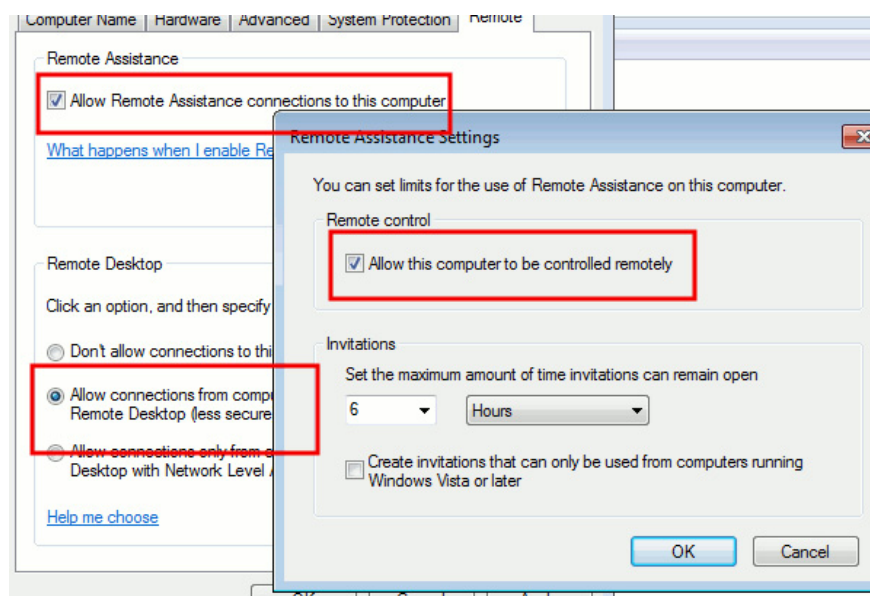 Computer Name Hardware Advanced System Protection Remote
Remote Assistance
Allow Remote Assistance connections to this computer
What happens when I enable Re
Remote Desktop
Click an option, and then specify
Don't allow connections to thi
Allow connections from compu
Remote Desktop (less secure
Allow connections only from c
Desktop with Network Level A
Help me choose
Remote Assistance Settings
You can set limits for the use of Remote Assistance on this computer.
Remote control
Allow this computer to be controlled remotely
Invitations
Set the maximum amount of time invitations can remain open
6 Hours
Create invitations that can only be used from computers running
Windows Vista or later
OK Cancel